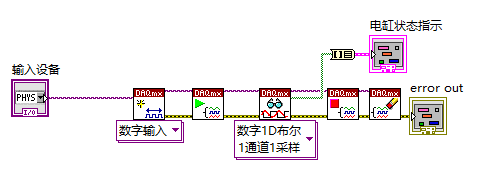 电缸状态指示
输入设备
error out
PHYS
I/O
DAQmx
DAQmx
DAQmx
DAQmx
DAQmx
数字输入
数字1D布尔
1通道1采样